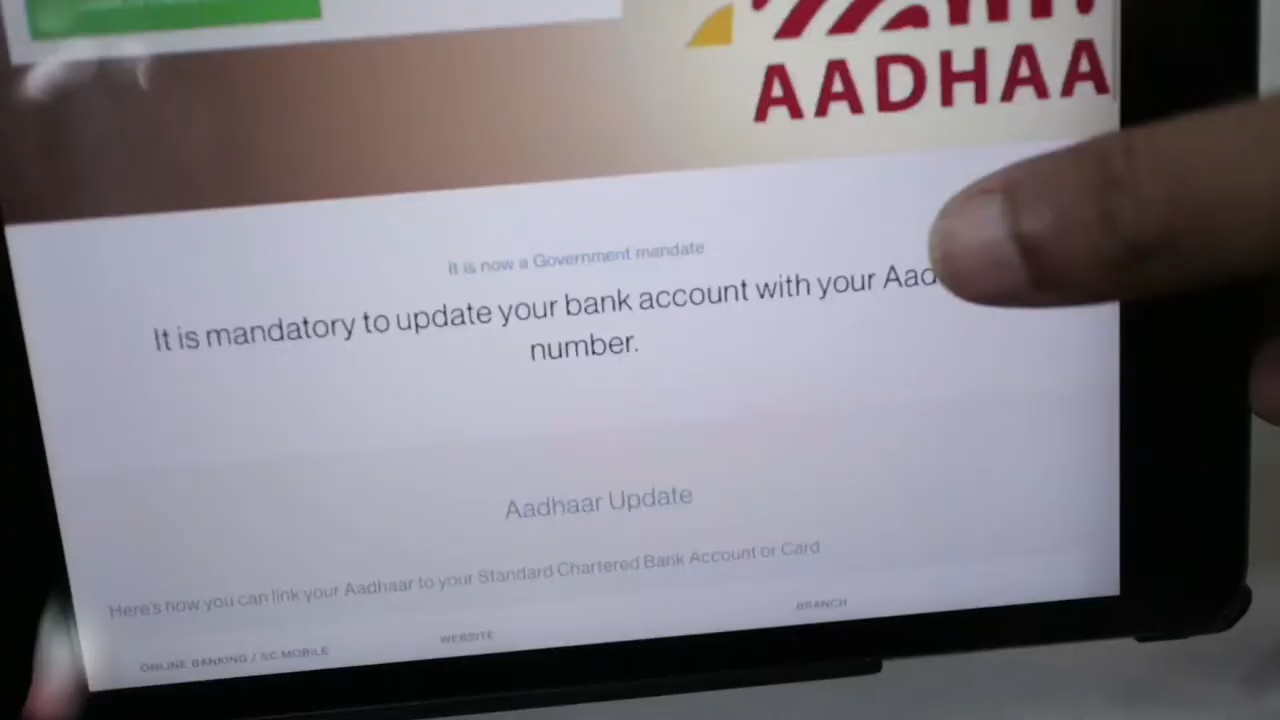 AADHAA
It is now a Government mandate
It is mandatory to update your bank account with your Aad
number.
Aadhaar Update
Here's how you can link your Aadhaar to your Standard Chartered Bank Account or Card
ONLINE BANKING / SC MOBILE WEBSITE BRANCH